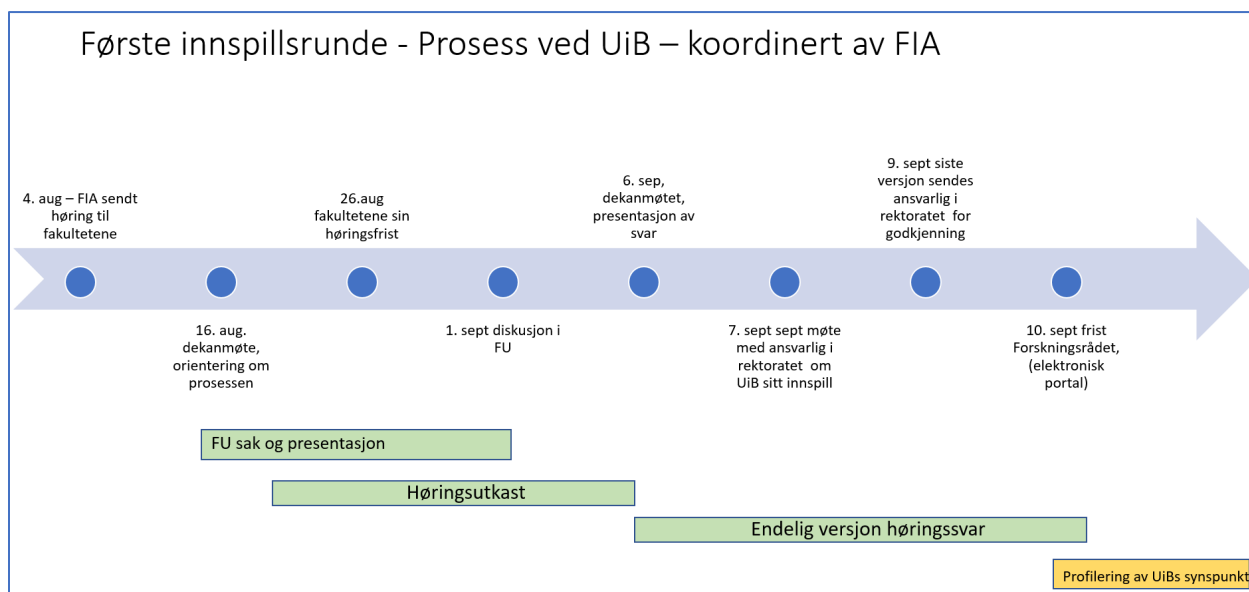 Første innspillsrunde - Prosess ved UiB – koordinert av FIA
4. aug – FIA sendt
høring til
fakultetene
16. aug.
dekanmøte,
orientering om
prosessen
26.aug
fakultetene sin
høringsfrist
1. sept diskusjon i
FU
6. sep,
dekanmøtet,
presentasjon av
svar
7. sept sept møte
med ansvarlig i
rektoratet om
UiB sitt innspill
9. sept siste
versjon sendes
ansvarlig i
rektoratet for
godkjenning
10. sept frist
Forskningsrådet,
(elektronisk
portal)
FU sak og presentasjon
Høringsutkast
Endelig versjon høringssvar
Profilering av UiBs synspunkt